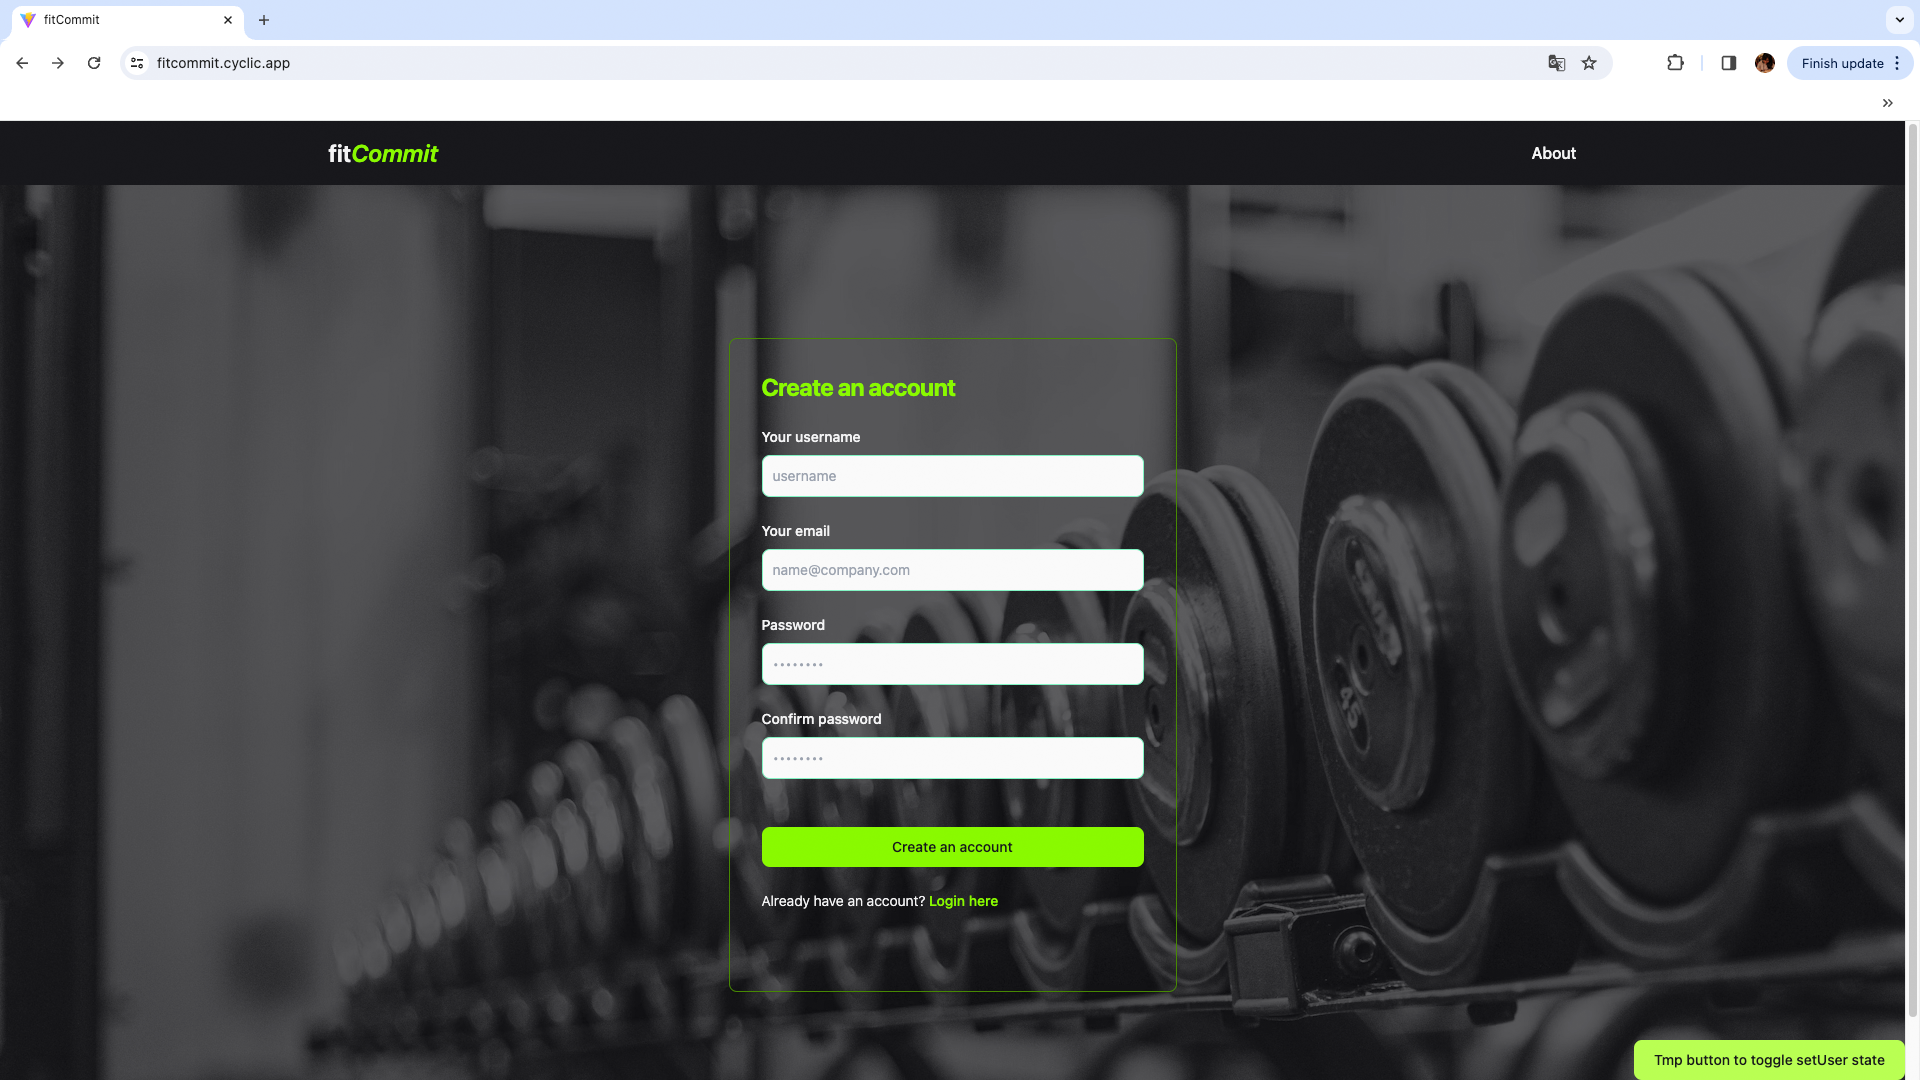 fitCommit
fitcommit.cyclic.app
Finish update
fitCommit
About
Create an account
Your username
username
Your email
name@company.com
Password
••••••••
Confirm password
••••••••
Create an account
Already have an account? Login here
45
Tmp button to toggle setUser state